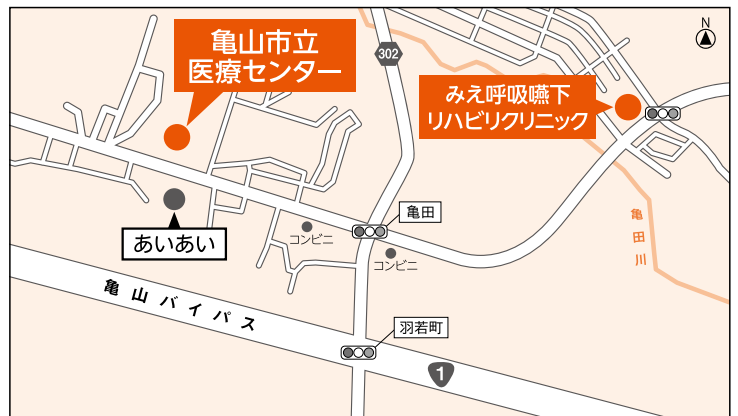 N
亀山市立
医療センター
302
みえ呼吸嚥下
リハビリクリニック
亀田
亀田川
あいあい
コンビニ
コンビニ
亀山バイパス
羽若町
1